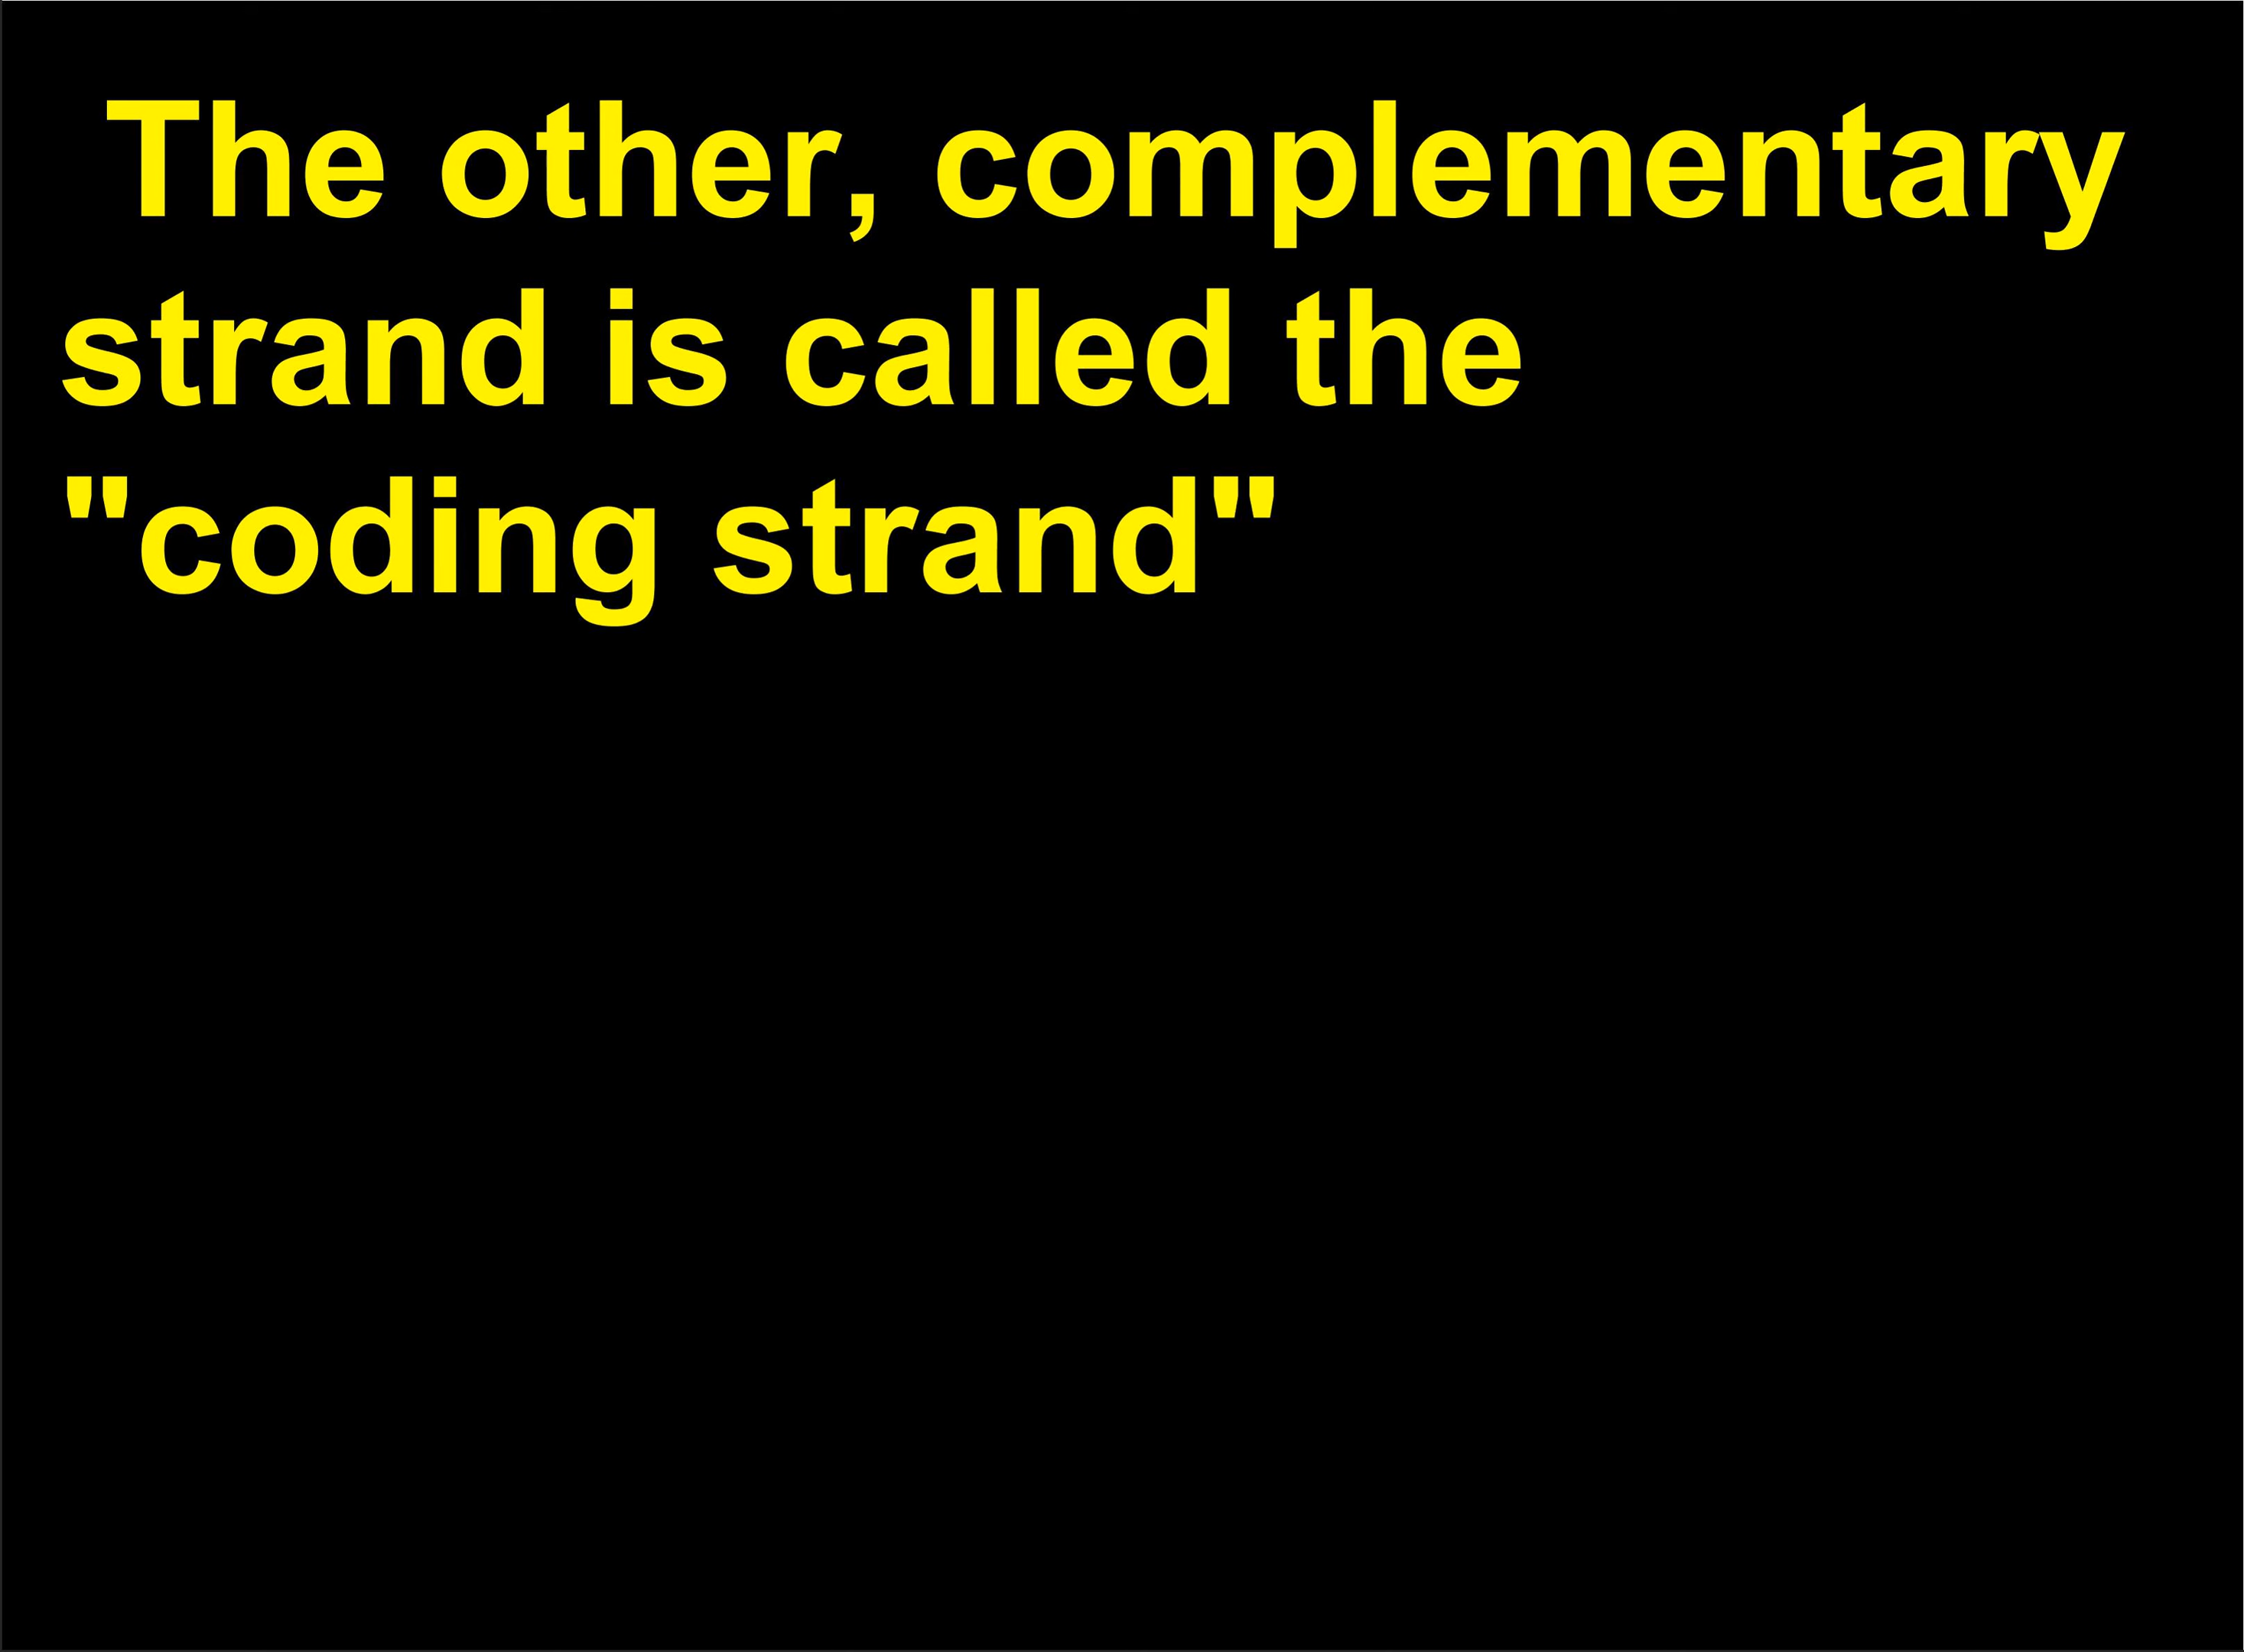 The other, complementary
strand is called the
"coding strand"